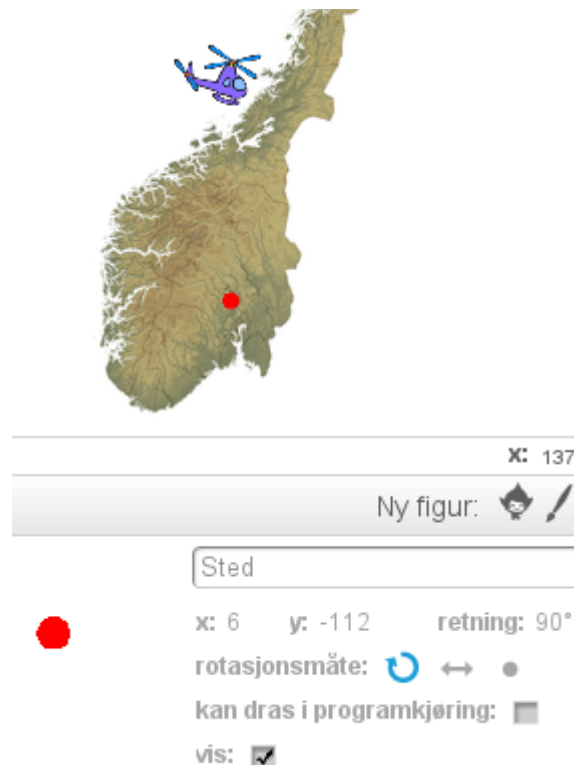 x: 137
Ny figur:
Sted
x: 6 y: -112 retning: 90°
rotasjonsmåte:
kan dras i programkjøring:
vis: